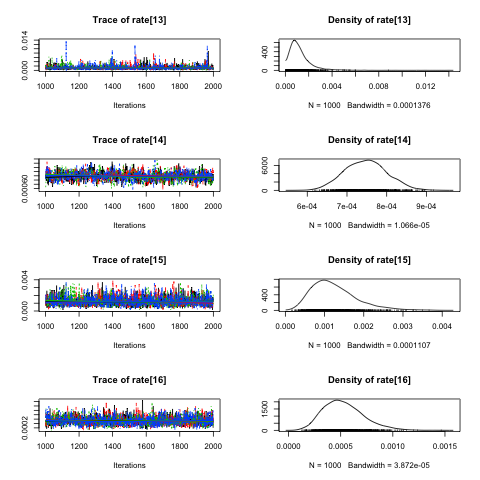 Trace of rate[13]
0.000 0.014
1000 1200 1400 1600 1800 2000
Iterations
Density of rate[13]
0 400
0.000 0.004 0.008 0.012
N = 1000 Bandwidth = 0.0001376
Trace of rate[14]
0.00060
1000 1200 1400 1600 1800 2000
Iterations
Density of rate[14]
0 6000
6e-04 7e-04 8e-04 9e-04
N = 1000 Bandwidth = 1.066e-05
Trace of rate[15]
0.000 0.004
1000 1200 1400 1600 1800 2000
Iterations
Density of rate[15]
0 400
0.000 0.001 0.002 0.003 0.004
N = 1000 Bandwidth = 0.0001107
Trace of rate[16]
0.0002
1000 1200 1400 1600 1800 2000
Iterations
Density of rate[16]
0 1500
0.0000 0.0005 0.0010 0.0015
N = 1000 Bandwidth = 3.872e-05